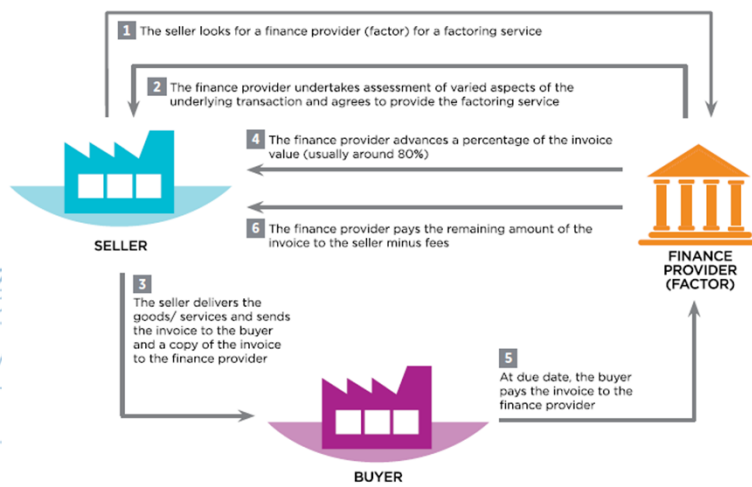 1 The seller looks for a finance provider (factor) for a factoring service
2 The finance provider undertakes assessment of varied aspects of the
underlying transaction and agrees to provide the factoring service
4 The finance provider advances a percentage of the invoice
value (usually around 80%)
6 The finance provider pays the remaining amount of the
invoice to the seller minus fees
SELLER
FINANCE
PROVIDER
(FACTOR)
3
The seller delivers the
goods/ services and sends
the invoice to the buyer
and a copy of the invoice
to the finance provider
5
At due date, the buyer
pays the invoice to the
finance provider
BUYER